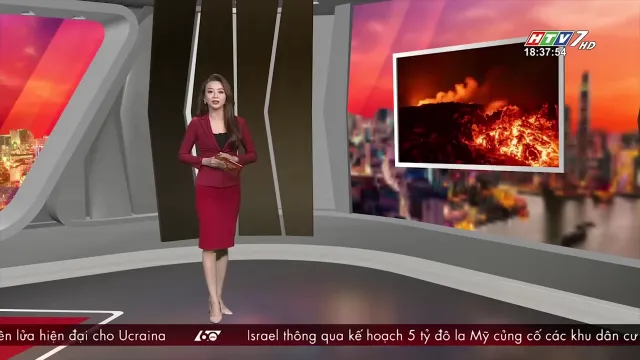 HTV7 HD
18:37:54
ên lửa hiện đại cho Ucraina 60 Israel thông qua kế hoạch 5 tỷ đô la Mỹ củng cố các khu dân cư